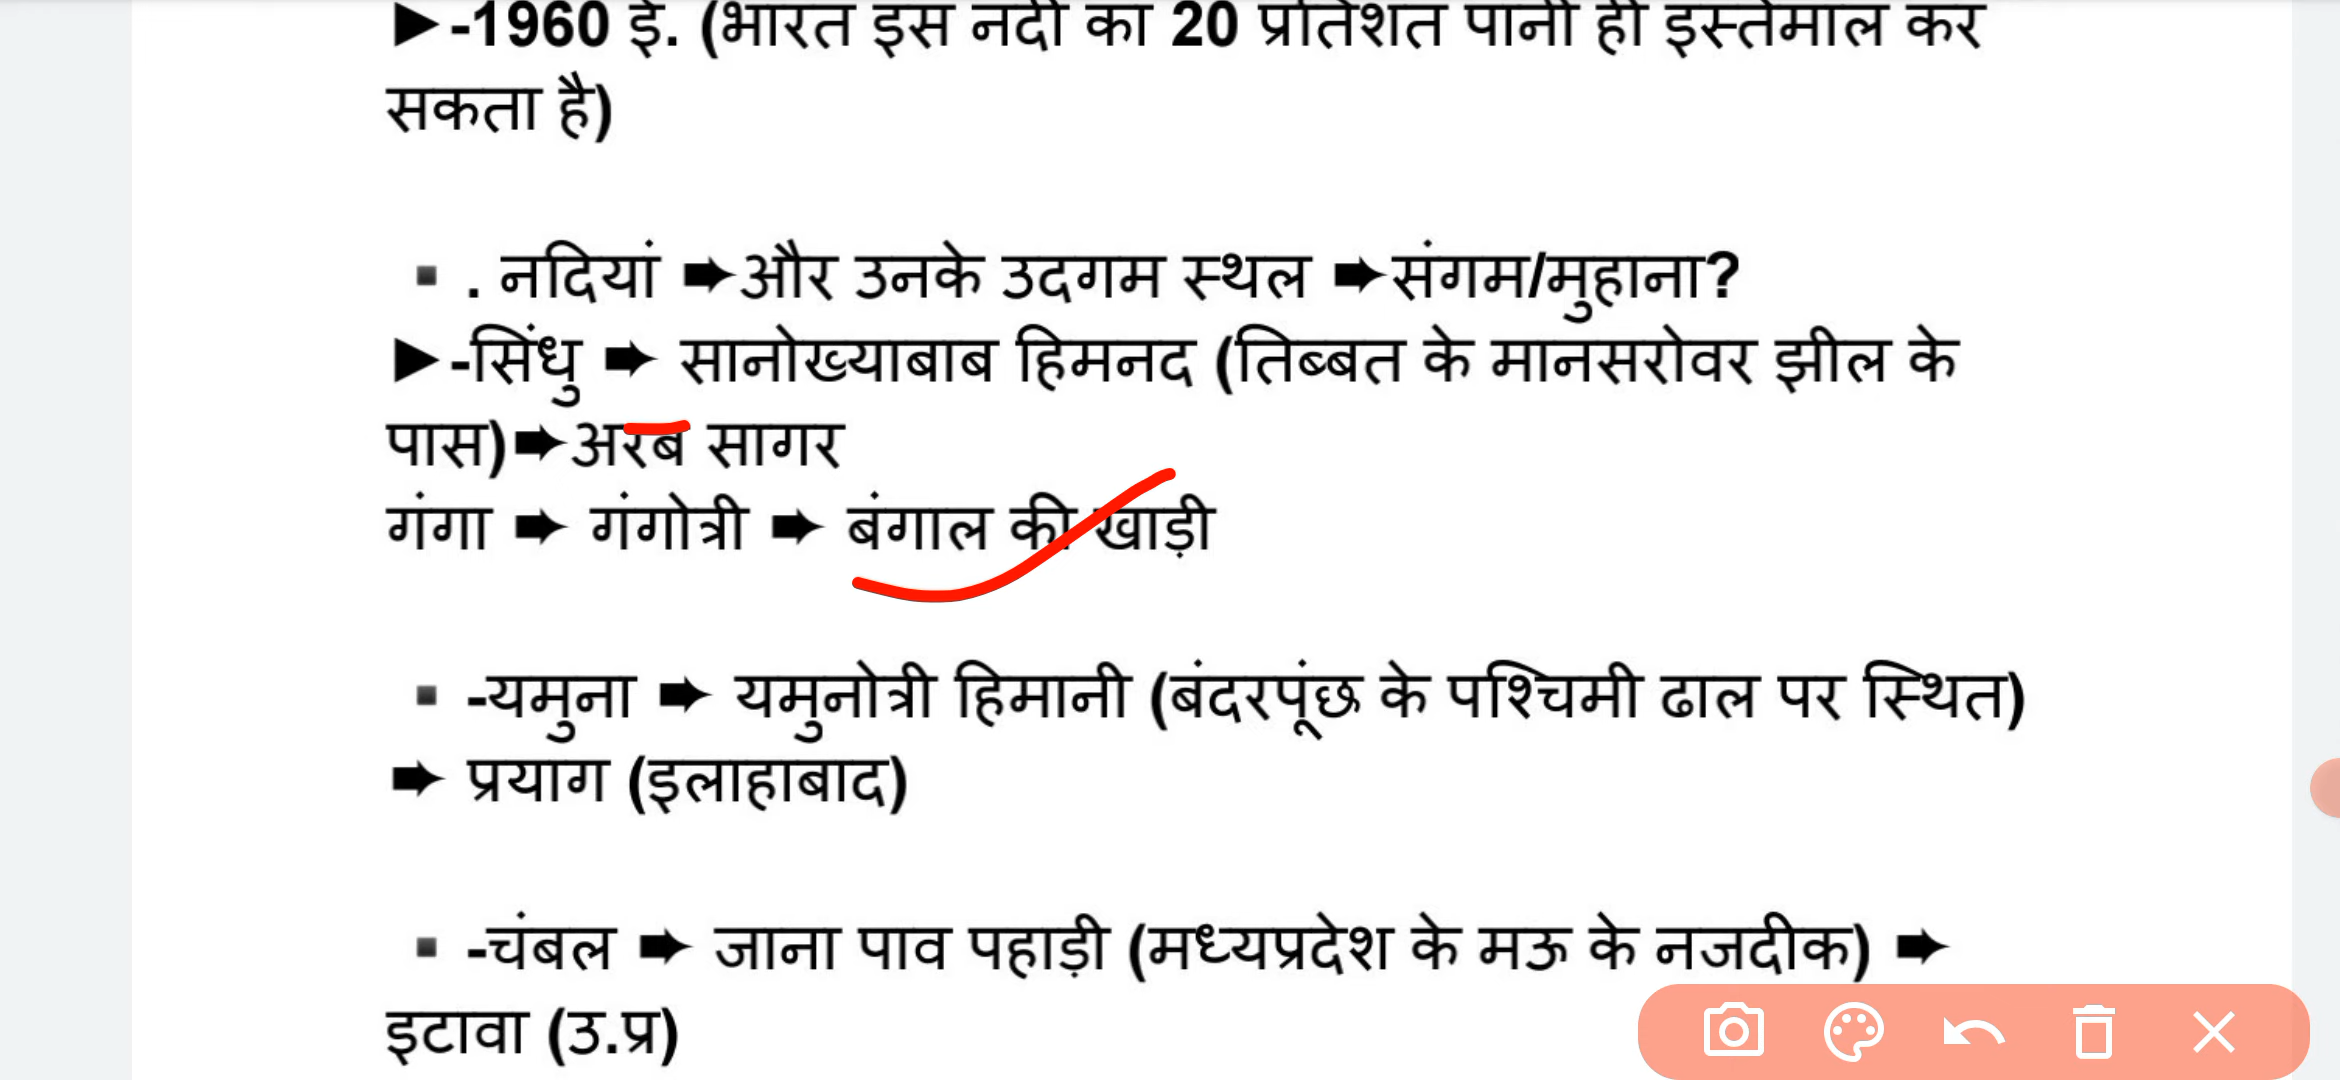 ▶-1960 ई. (भारत इस नदी का 20 प्रतिशत पानी ही इस्तेमाल कर
सकता है)
▪ . नदियां ➨और उनके उदगम स्थल ➨संगम/मुहाना?
▶-सिंधु ➨ सानोख्याबाब हिमनद (तिब्बत के मानसरोवर झील के
पास)➨अरब सागर
गंगा ➨ गंगोत्री ➨ बंगाल की खाड़ी
▪ -यमुना ➨ यमुनोत्री हिमानी (बंदरपूंछ के पश्चिमी ढाल पर स्थित)
➨ प्रयाग (इलाहाबाद)
▪ -चंबल ➨ जाना पाव पहाड़ी (मध्यप्रदेश के मऊ के नजदीक) ➨
इटावा (उ.प्र)